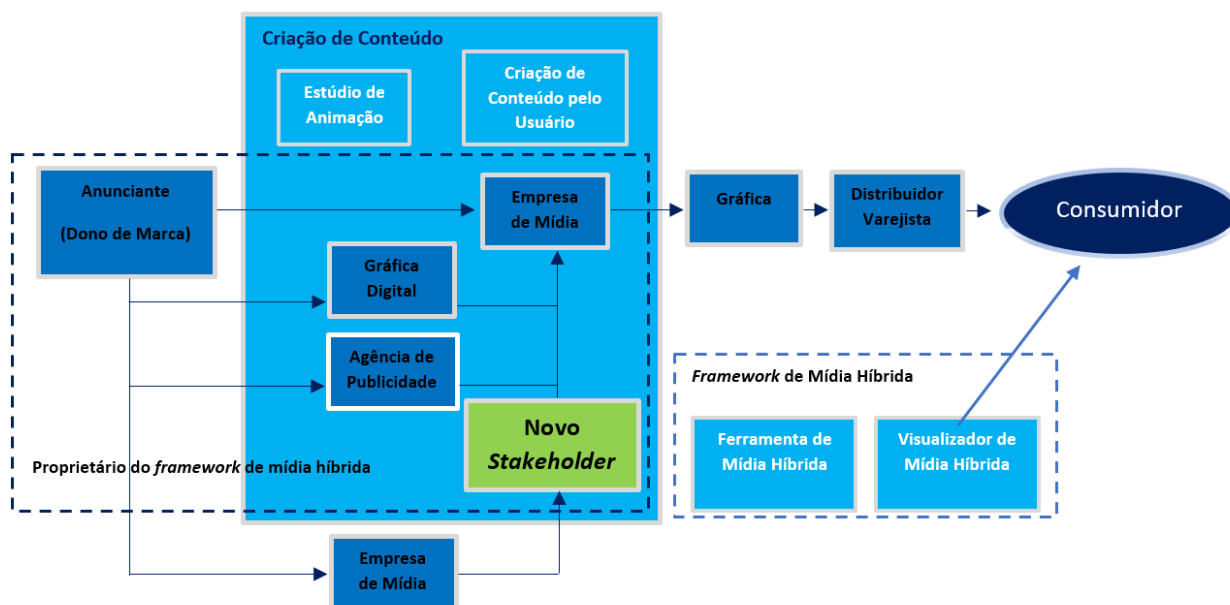 Criação de Conteúdo
Estúdio de
Animação
Criação de
Conteúdo pelo
Usuário
Anunciante
(Dono de Marca)
Empresa
de Mídia
Gráfica
Distribuidor
Varejista
Consumidor
Gráfica
Digital
Agência de
Publicidade
Novo
Stakeholder
Proprietário do framework de mídia híbrida
Empresa
de Mídia
Framework de Mídia Híbrida
Ferramenta de
Mídia Híbrida
Visualizador de
Mídia Híbrida